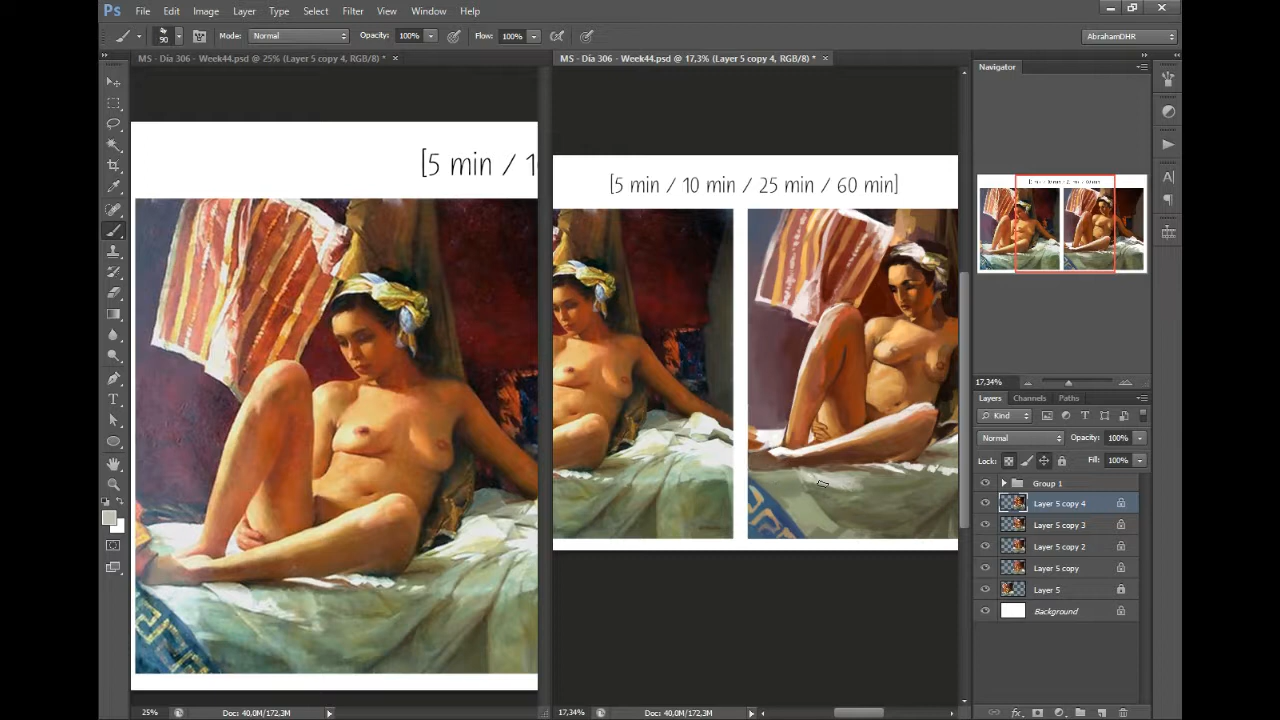 Ps File Edit Image Layer Type Select Filter View Window Help
90 Mode: Normal Opacity: 100% Flow: 100% AbrahamDHR
MS - Dia 306 - Week44.psd @ 25% (Layer 5 copy 4, RGB/8) * ×
MS - Dia 306 - Week44.psd @ 17,3% (Layer 5 copy 4, RGB/8) * ×
Navigator
[5 min / 1
[5 min / 10 min / 25 min / 60 min]
17,34%
Layers Channels Paths
Kind
Normal Opacity: 100%
Lock: Fill: 100%
Group 1
Layer 5 copy 4
Layer 5 copy 3
Layer 5 copy 2
Layer 5 copy
Layer 5
Background
25% Doc: 40,0M/172,3M
17,34% Doc: 40,0M/172,3M